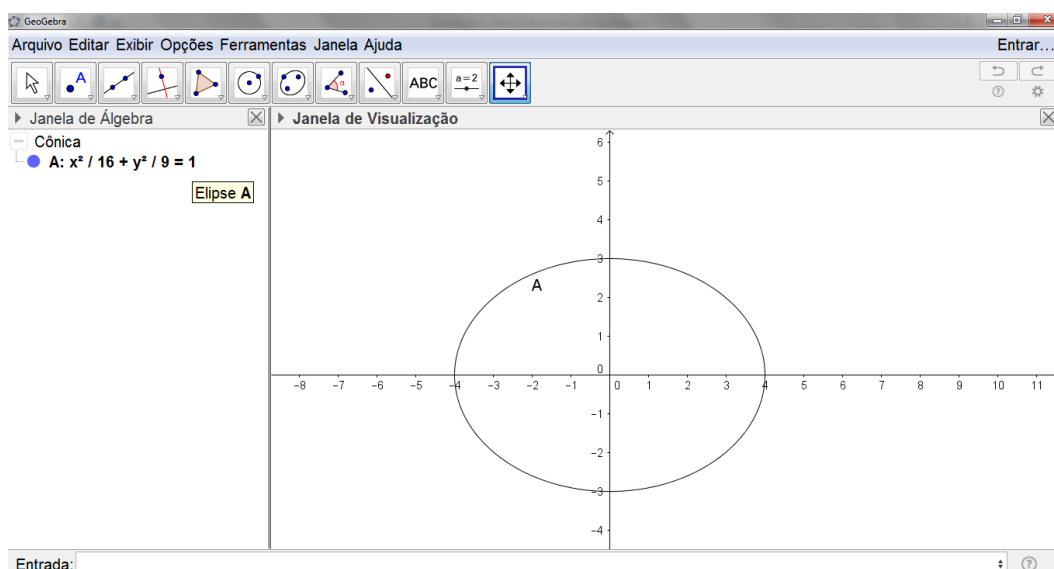 GeoGebra
Arquivo Editar Exibir Opções Ferramentas Janela Ajuda
Entrar...
A
α
ABC
a=2
Janela de Álgebra
Janela de Visualização
Cônica
A: x² / 16 + y² / 9 = 1
Elipse A
6
5
4
3
2
1
0
-1
-2
-3
-4
A
-8 -7 -6 -5 -4 -3 -2 -1 0 1 2 3 4 5 6 7 8 9 10 11
Entrada: